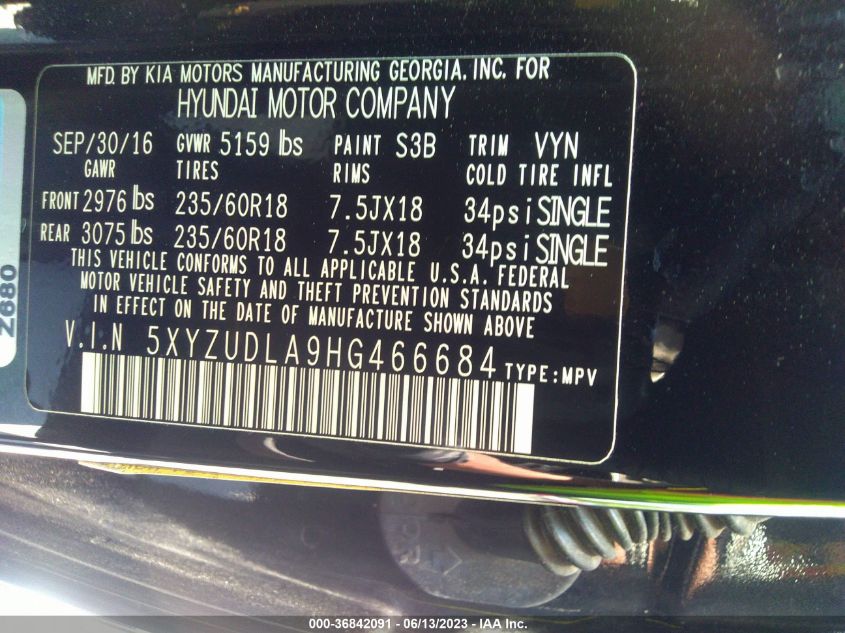 MFD. BY KIA MOTORS MANUFACTURING GEORGIA, INC. FOR
HYUNDAI MOTOR COMPANY
SEP/30/16 GVWR 5159 lbs PAINT S3B TRIM VYN
GAWR TIRES RIMS COLD TIRE INFL
FRONT 2976 lbs 235/60R18 7.5JX18 34psi SINGLE
REAR 3075 lbs 235/60R18 7.5JX18 34psi SINGLE
THIS VEHICLE CONFORMS TO ALL APPLICABLE U.S.A. FEDERAL
MOTOR VEHICLE SAFETY AND THEFT PREVENTION STANDARDS
IN EFFECT ON THE DATE OF MANUFACTURE SHOWN ABOVE
V.I.N 5XYZUDLA9HG466684 TYPE:MPV
Z680
000-36842091 - 06/13/2023 - IAA Inc.